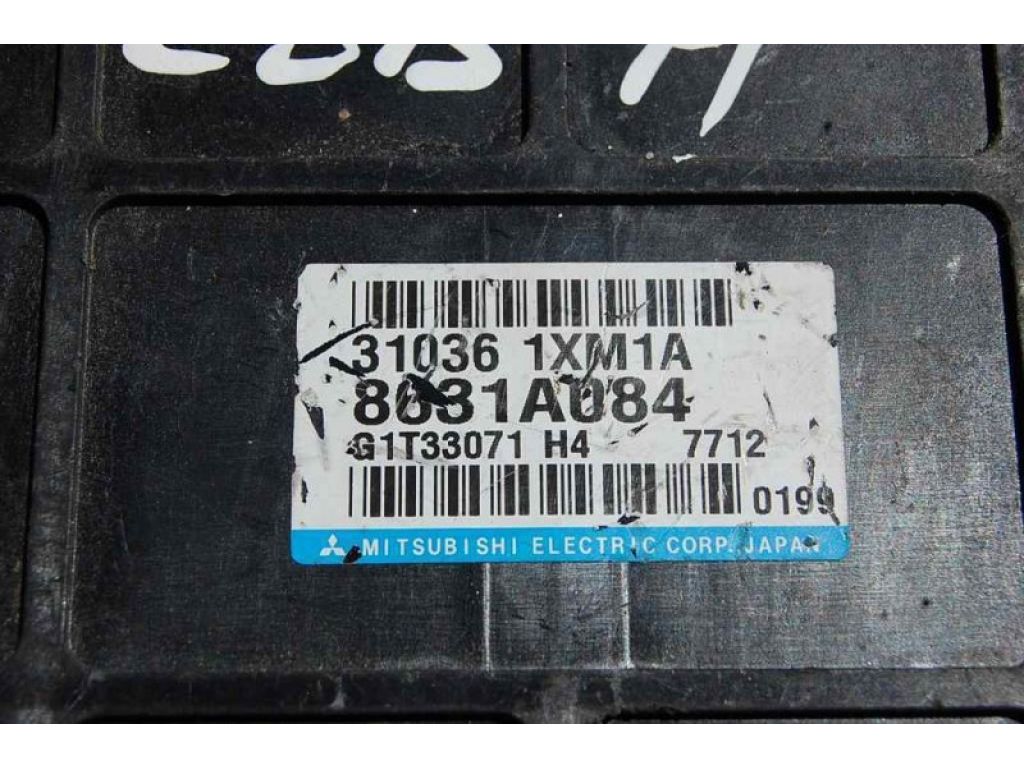 31036 1XM1A
8631A084
G1T33071 H4 7712
0199
MITSUBISHI ELECTRIC CORP. JAPAN